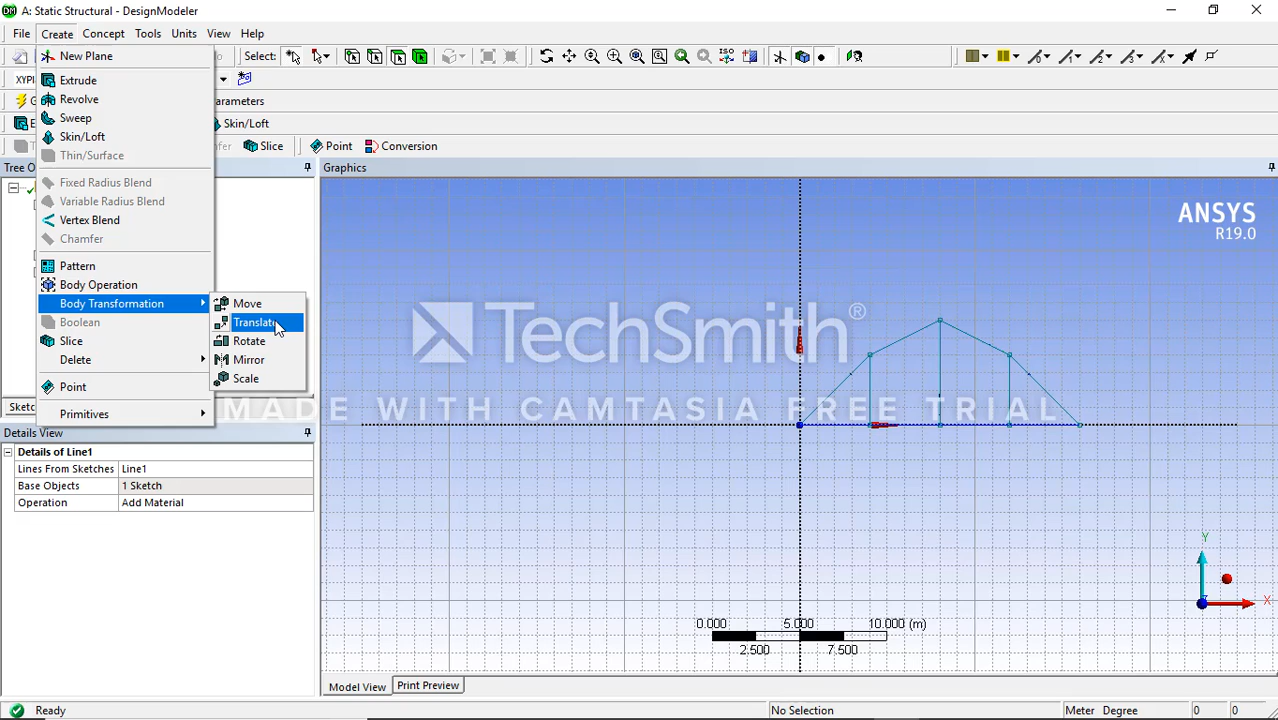 A: Static Structural - DesignModeler
File Create Concept Tools Units View Help
New Plane
Select:
XYPl
Extrude
Revolve
arameters
Sweep
Skin/Loft
Skin/Loft
Thin/Surface
Slice
Point
Conversion
Tree O
Graphics
Fixed Radius Blend
Variable Radius Blend
Vertex Blend
Chamfer
Pattern
Body Operation
Body Transformation
Boolean
Slice
Delete
Point
Primitives
Move
Translate
Rotate
Mirror
Scale
Sketc
ANSYS
R19.0
TechSmith®
MADE WITH CAMTASIA FREE TRIAL
Details View
Details of Line1
Lines From Sketches Line1
Base Objects 1 Sketch
Operation Add Material
0.000 5.000 10.000 (m)
2.500 7.500
Y
X
Model View Print Preview
Ready
No Selection
Meter Degree 0 0